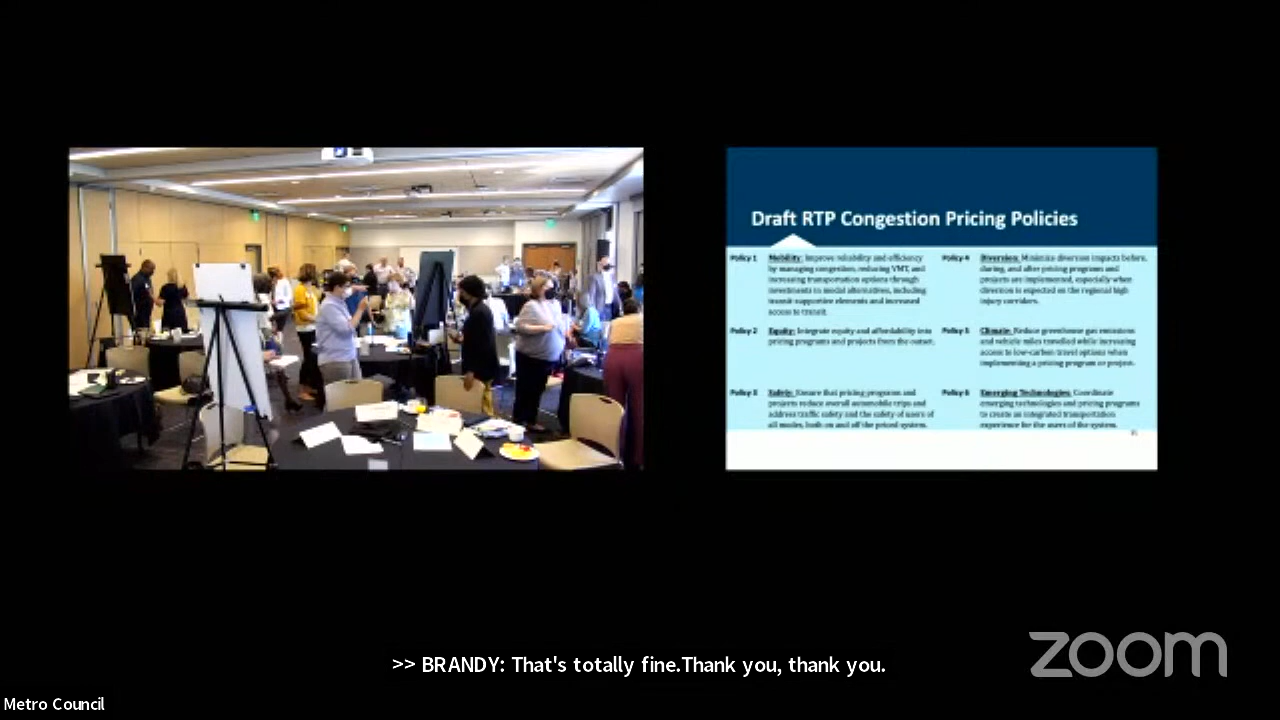 Draft RTP Congestion Pricing Policies
Policy 1
Mobility: Improve reliability and efficiency
by managing congestion, reducing VMT, and
increasing transportation options through
investments in modal alternatives, including
transit-supportive elements and increased
access to transit.
Policy 2
Equity: Integrate equity and affordability into
pricing programs and projects from the outset.
Policy 3
Safety: Ensure that pricing programs and
projects reduce overall automobile trips and
address traffic safety and the safety of users of
all modes, both on and off the priced system.
Policy 4
Diversion: Minimize diversion impacts before,
during, and after pricing programs and
projects are implemented, especially when
diversion is expected on the regional high
injury corridors.
Policy 5
Climate: Reduce greenhouse gas emissions
and vehicle miles travelled while increasing
access to low-carbon travel options when
implementing a pricing program or project.
Policy 6
Emerging Technologies: Coordinate
emerging technologies and pricing programs
to create an integrated transportation
experience for the users of the system.
>> BRANDY: That's totally fine.Thank you, thank you.
zoom
Metro Council